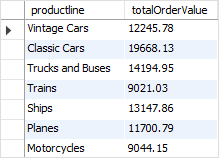 productline totalOrderValue
Vintage Cars 12245.78
Classic Cars 19668.13
Trucks and Buses 14194.95
Trains 9021.03
Ships 13147.86
Planes 11700.79
Motorcycles 9044.15